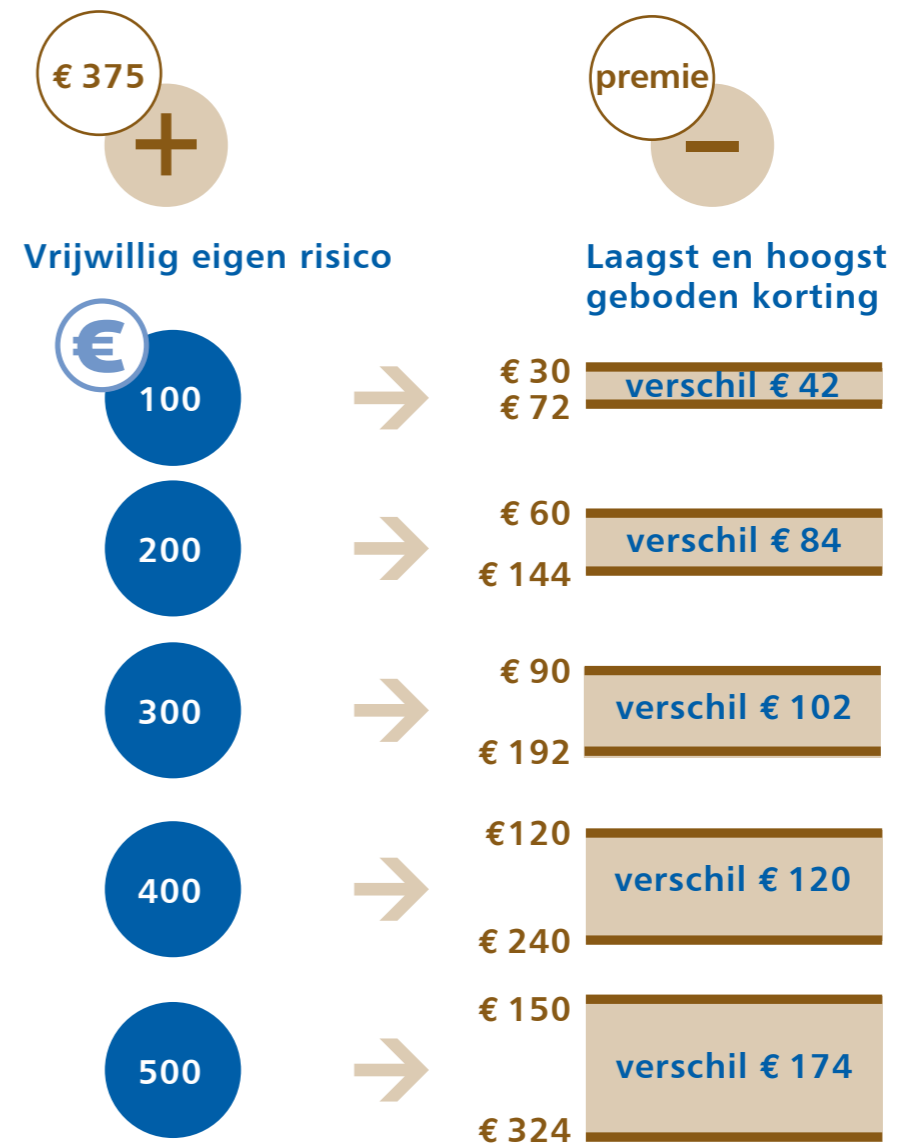 € 375
+
premie
–
Vrijwillig eigen risico
Laagst en hoogst
geboden korting
€
100
€ 30
€ 72
verschil € 42
200
€ 60
€ 144
verschil € 84
300
€ 90
€ 192
verschil € 102
400
€120
€ 240
verschil € 120
500
€ 150
€ 324
verschil € 174